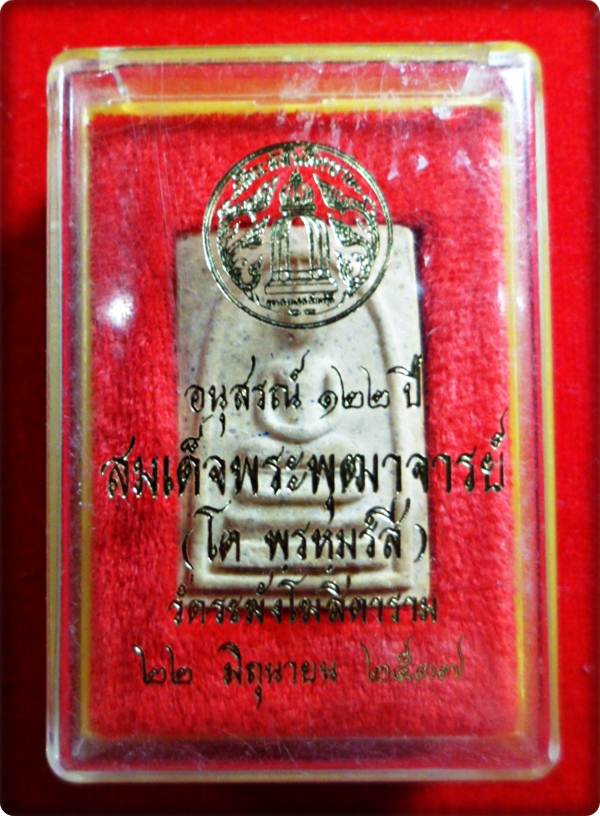 อนุสรณ์ ๑๒๒ ปี
สมเด็จพระพุฒาจารย์
( โต พฺรหฺมรํสี )
วัดระฆังโฆสิตาราม
๒๒ มิถุนายน ๒๕๓๗